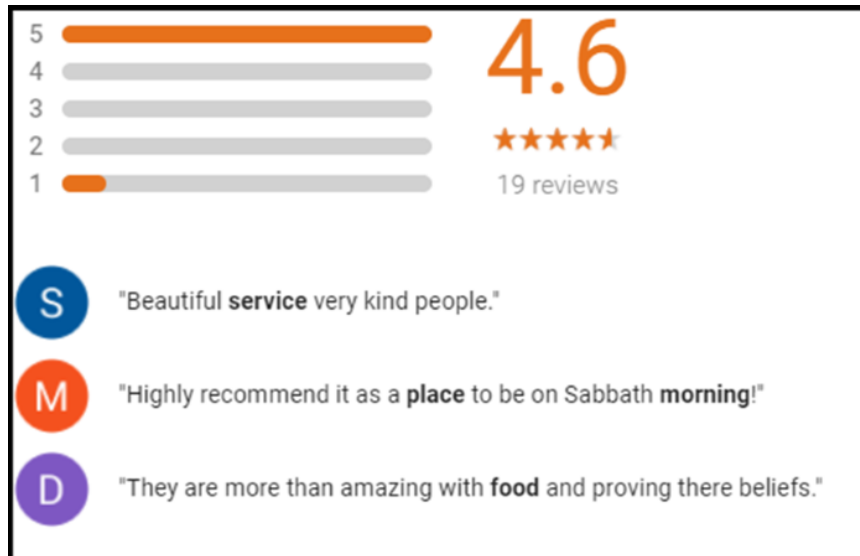 5
4
3
2
1
4.6
19 reviews
S
"Beautiful service very kind people."
M
"Highly recommend it as a place to be on Sabbath morning!"
D
"They are more than amazing with food and proving there beliefs."